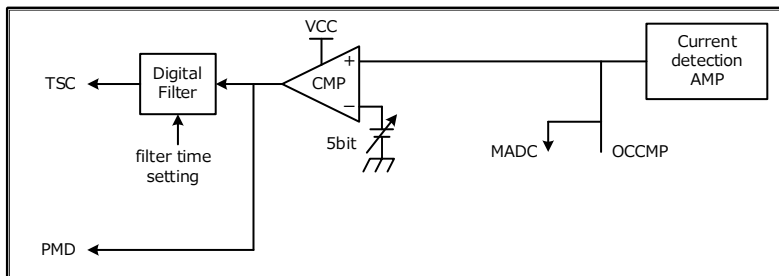 VCC
Current
detection
AMP
TSC
Digital
Filter
+
CMP
−
5bit
filter time
setting
MADC
OCCMP
PMD